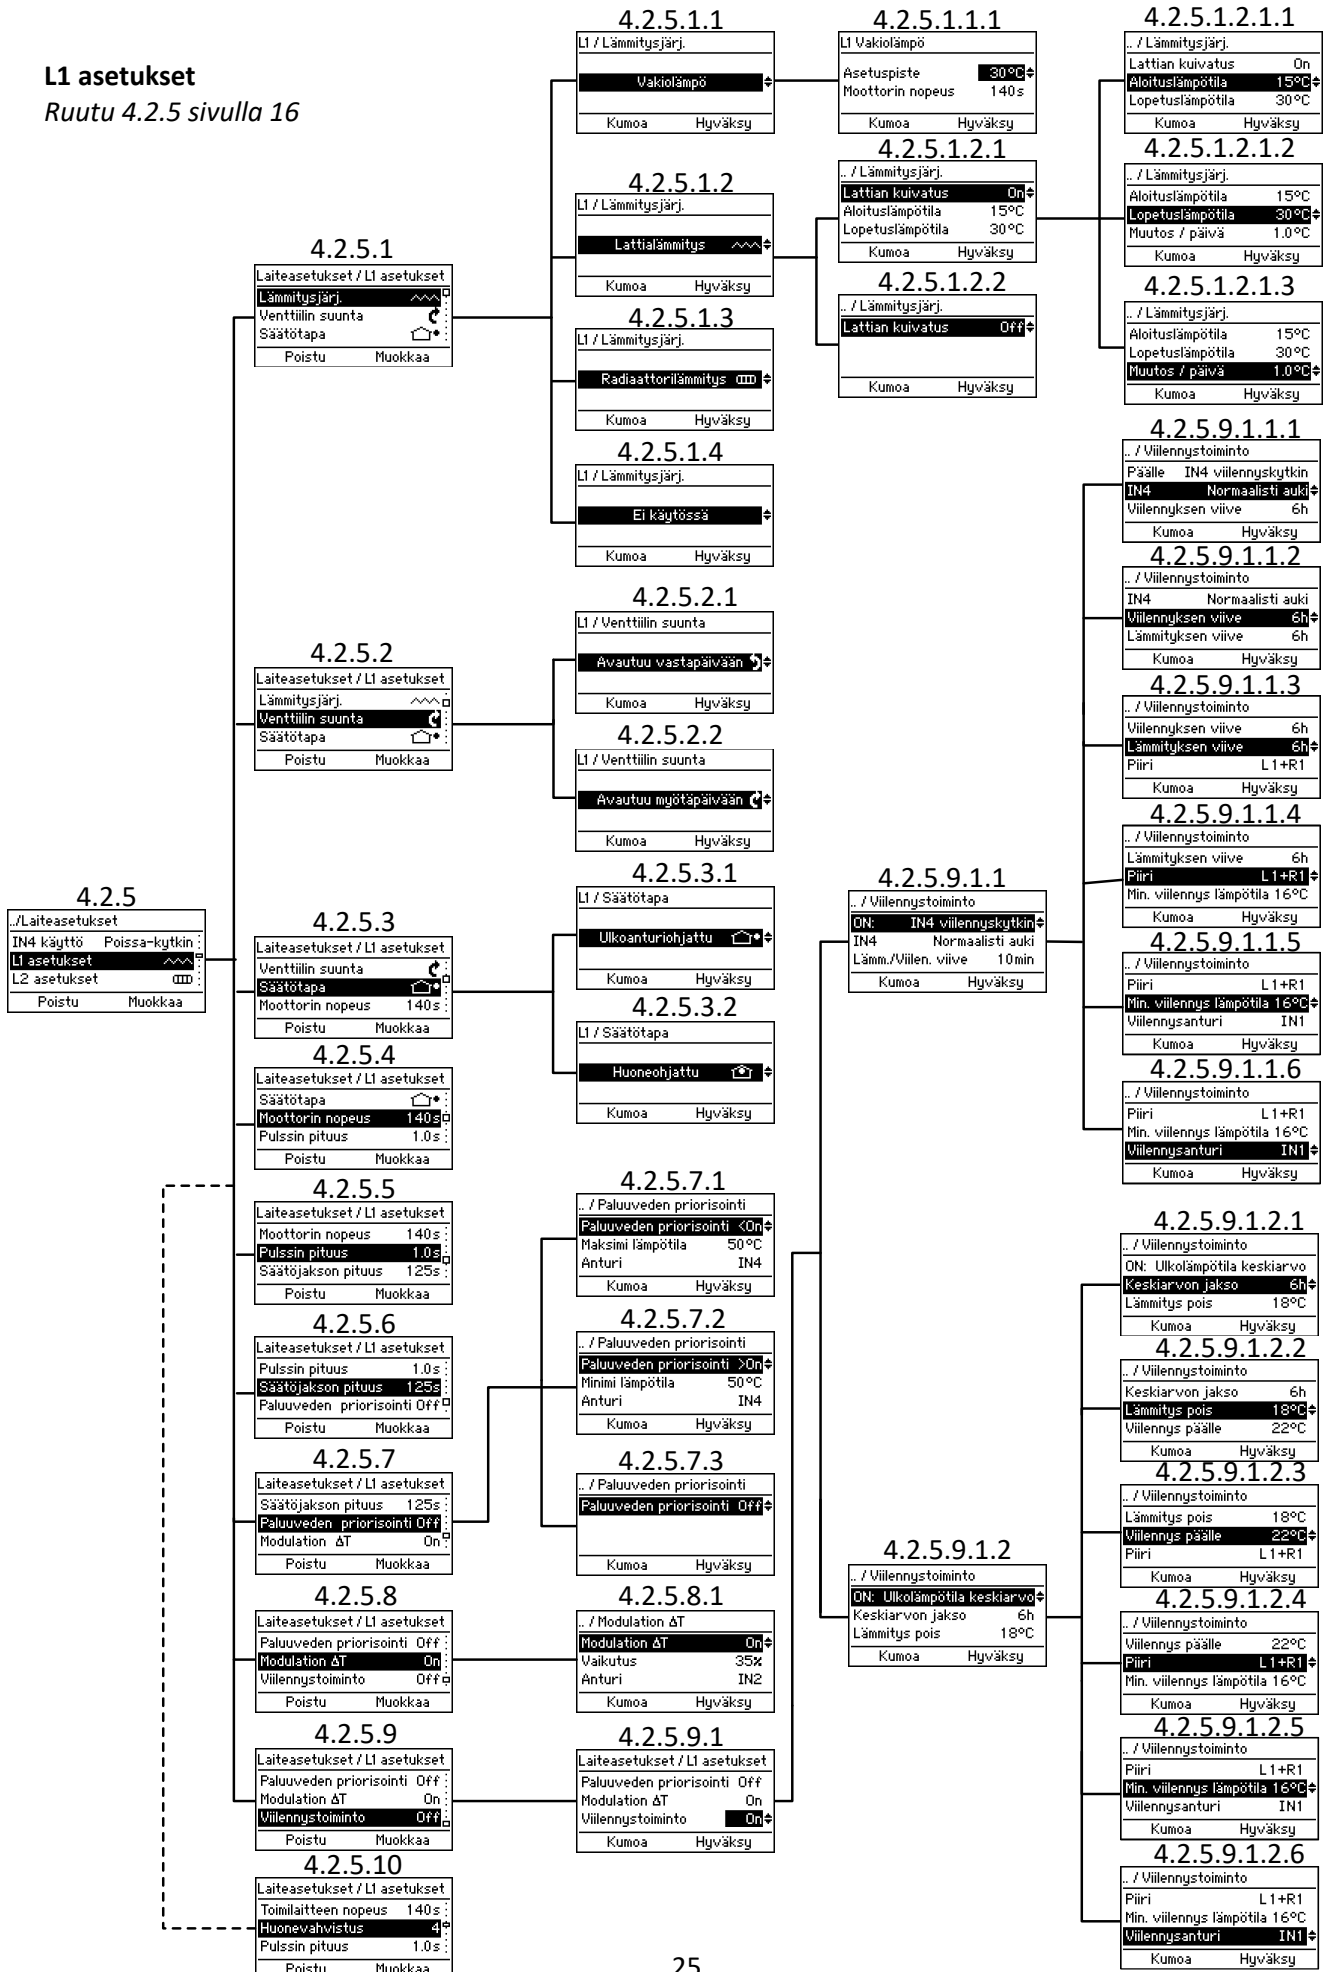 L1 asetukset
Ruutu 4.2.5 sivulla 16
4.2.5
../Laiteasetukset
IN4 käyttö Poissa-kytkin
L1 asetukset
L2 asetukset
Poistu Muokkaa
4.2.5.1
Laiteasetukset / L1 asetukset
Lämmitysjärj.
Venttiilin suunta
Säätötapa
Poistu Muokkaa
4.2.5.2
Laiteasetukset / L1 asetukset
Lämmitysjärj.
Venttiilin suunta
Säätötapa
Poistu Muokkaa
4.2.5.3
Laiteasetukset / L1 asetukset
Venttiilin suunta
Säätötapa
Moottorin nopeus 140s
Poistu Muokkaa
4.2.5.4
Laiteasetukset / L1 asetukset
Säätötapa
Moottorin nopeus 140s
Pulssin pituus 1.0s
Poistu Muokkaa
4.2.5.5
Laiteasetukset / L1 asetukset
Moottorin nopeus 140s
Pulssin pituus 1.0s
Säätöjakson pituus 125s
Poistu Muokkaa
4.2.5.6
Laiteasetukset / L1 asetukset
Pulssin pituus 1.0s
Säätöjakson pituus 125s
Paluuveden priorisointi Off
Poistu Muokkaa
4.2.5.7
Laiteasetukset / L1 asetukset
Säätöjakson pituus 125s
Paluuveden priorisointi Off
Modulation ΔT On
Poistu Muokkaa
4.2.5.8
Laiteasetukset / L1 asetukset
Paluuveden priorisointi Off
Modulation ΔT On
Viilennystoiminto Off
Poistu Muokkaa
4.2.5.9
Laiteasetukset / L1 asetukset
Paluuveden priorisointi Off
Modulation ΔT On
Viilennystoiminto Off
Poistu Muokkaa
4.2.5.10
Laiteasetukset / L1 asetukset
Toimilaitteen nopeus 140s
Huonevahvistus 4
Pulssin pituus 1.0s
Poistu Muokkaa
4.2.5.1.1
L1 / Lämmitysjärj.
Vakiolämpö
Kumoa Hyväksy
4.2.5.1.2
L1 / Lämmitysjärj.
Lattialämmitys
Kumoa Hyväksy
4.2.5.1.3
L1 / Lämmitysjärj.
Radiaattorilämmitys
Kumoa Hyväksy
4.2.5.1.4
L1 / Lämmitysjärj.
Ei käytössä
Kumoa Hyväksy
4.2.5.2.1
L1 / Venttiilin suunta
Avautuu vastapäivään
Kumoa Hyväksy
4.2.5.2.2
L1 / Venttiilin suunta
Avautuu myötäpäivään
Kumoa Hyväksy
4.2.5.3.1
L1 / Säätötapa
Ulkoanturiohjattu
Kumoa Hyväksy
4.2.5.3.2
L1 / Säätötapa
Huoneohjattu
Kumoa Hyväksy
4.2.5.7.1
.. / Paluuveden priorisointi
Paluuveden priorisointi <On
Maksimi lämpötila 50°C
Anturi IN4
Kumoa Hyväksy
4.2.5.7.2
.. / Paluuveden priorisointi
Paluuveden priorisointi >On
Minimi lämpötila 50°C
Anturi IN4
Kumoa Hyväksy
4.2.5.7.3
.. / Paluuveden priorisointi
Paluuveden priorisointi Off
Kumoa Hyväksy
4.2.5.8.1
.. / Modulation ΔT
Modulation ΔT On
Vaikutus 35%
Anturi IN2
Kumoa Hyväksy
4.2.5.9.1
Laiteasetukset / L1 asetukset
Paluuveden priorisointi Off
Modulation ΔT On
Viilennystoiminto On
Kumoa Hyväksy
4.2.5.1.1.1
L1 Vakiolämpö
Asetuspiste 30°C
Moottorin nopeus 140s
Kumoa Hyväksy
4.2.5.1.2.1
.. / Lämmitysjärj.
Lattian kuivatus On
Aloituslämpötila 15°C
Lopetuslämpötila 30°C
Kumoa Hyväksy
4.2.5.1.2.2
.. / Lämmitysjärj.
Lattian kuivatus Off
Kumoa Hyväksy
4.2.5.9.1.1
.. / Viilennystoiminto
ON: IN4 viilennyskytkin
IN4 Normaalisti auki
Lämm./Viilen. viive 10min
Kumoa Hyväksy
4.2.5.9.1.2
.. / Viilennystoiminto
ON: Ulkolämpötila keskiarvo
Keskiarvon jakso 6h
Lämmitys pois 18°C
Kumoa Hyväksy
4.2.5.1.2.1.1
.. / Lämmitysjärj.
Lattian kuivatus On
Aloituslämpötila 15°C
Lopetuslämpötila 30°C
Kumoa Hyväksy
4.2.5.1.2.1.2
.. / Lämmitysjärj.
Aloituslämpötila 15°C
Lopetuslämpötila 30°C
Muutos / päivä 1.0°C
Kumoa Hyväksy
4.2.5.1.2.1.3
.. / Lämmitysjärj.
Aloituslämpötila 15°C
Lopetuslämpötila 30°C
Muutos / päivä 1.0°C
Kumoa Hyväksy
4.2.5.9.1.1.1
.. / Viilennystoiminto
Päälle IN4 viilennyskytkin
IN4 Normaalisti auki
Viilennyksen viive 6h
Kumoa Hyväksy
4.2.5.9.1.1.2
.. / Viilennystoiminto
IN4 Normaalisti auki
Viilennyksen viive 6h
Lämmityksen viive 6h
Kumoa Hyväksy
4.2.5.9.1.1.3
.. / Viilennystoiminto
Viilennyksen viive 6h
Lämmityksen viive 6h
Piiri L1+R1
Kumoa Hyväksy
4.2.5.9.1.1.4
.. / Viilennystoiminto
Lämmityksen viive 6h
Piiri L1+R1
Min. viilennys lämpötila 16°C
Kumoa Hyväksy
4.2.5.9.1.1.5
.. / Viilennystoiminto
Piiri L1+R1
Min. viilennys lämpötila 16°C
Viilennysanturi IN1
Kumoa Hyväksy
4.2.5.9.1.1.6
.. / Viilennystoiminto
Piiri L1+R1
Min. viilennys lämpötila 16°C
Viilennysanturi IN1
Kumoa Hyväksy
4.2.5.9.1.2.1
.. / Viilennystoiminto
ON: Ulkolämpötila keskiarvo
Keskiarvon jakso 6h
Lämmitys pois 18°C
Kumoa Hyväksy
4.2.5.9.1.2.2
.. / Viilennystoiminto
Keskiarvon jakso 6h
Lämmitys pois 18°C
Viilennys päälle 22°C
Kumoa Hyväksy
4.2.5.9.1.2.3
.. / Viilennystoiminto
Lämmitys pois 18°C
Viilennys päälle 22°C
Piiri L1+R1
Kumoa Hyväksy
4.2.5.9.1.2.4
.. / Viilennystoiminto
Viilennys päälle 22°C
Piiri L1+R1
Min. viilennys lämpötila 16°C
Kumoa Hyväksy
4.2.5.9.1.2.5
.. / Viilennystoiminto
Piiri L1+R1
Min. viilennys lämpötila 16°C
Viilennysanturi IN1
Kumoa Hyväksy
4.2.5.9.1.2.6
.. / Viilennystoiminto
Piiri L1+R1
Min. viilennys lämpötila 16°C
Viilennysanturi IN1
Kumoa Hyväksy
25